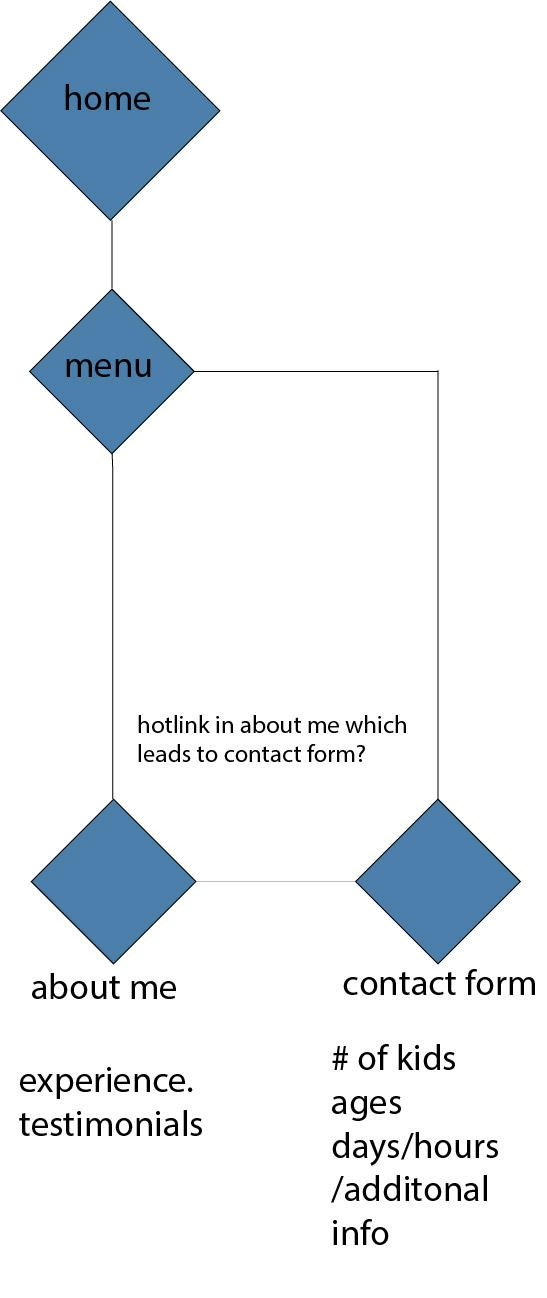 home
menu
hotlink in about me which
leads to contact form?
about me
experience.
testimonials
contact form
# of kids
ages
days/hours
/additonal
info